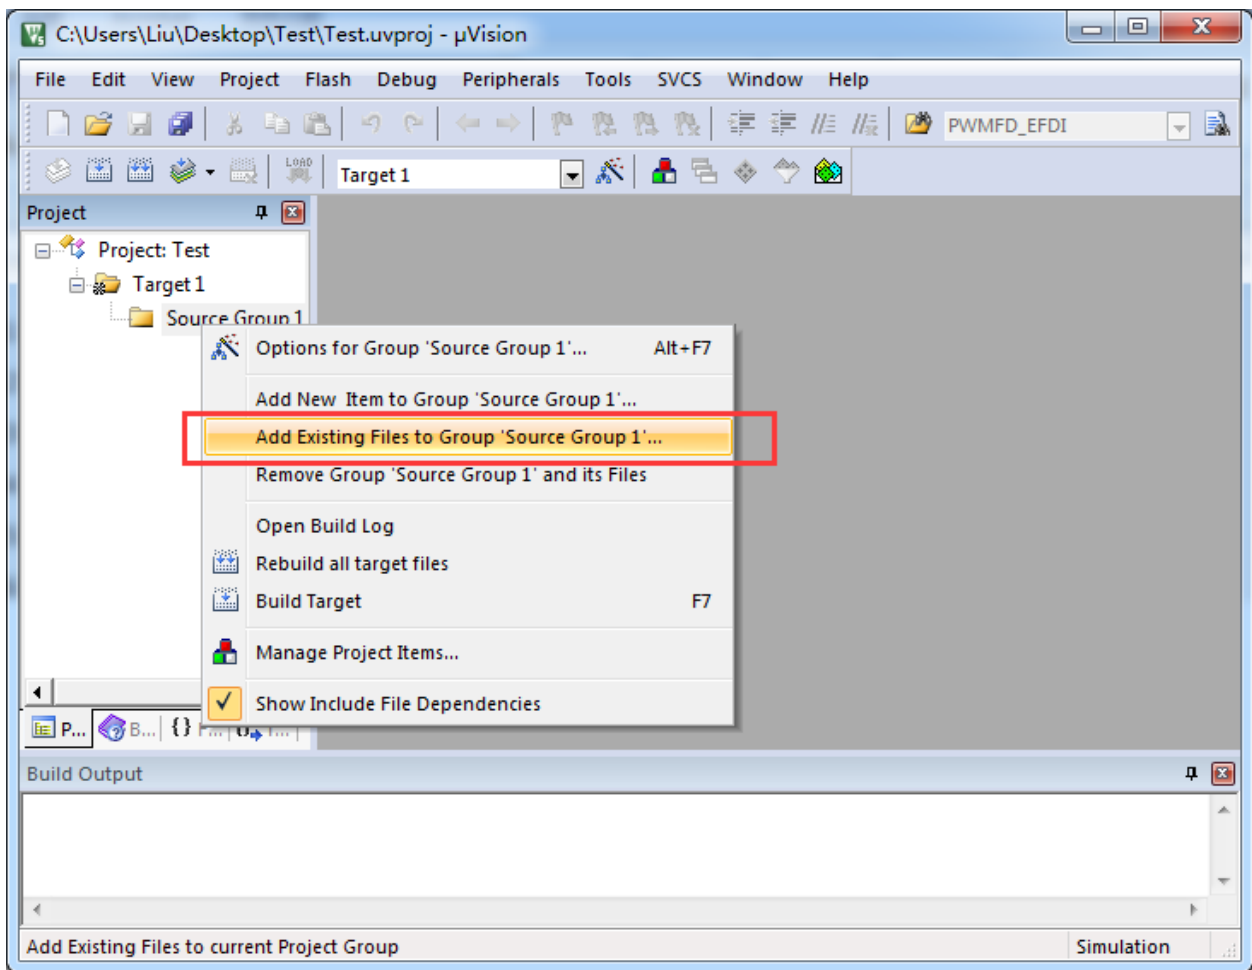 C:\Users\Liu\Desktop\Test\Test.uvproj - µVision
File Edit View Project Flash Debug Peripherals Tools SVCS Window Help
PWMFD_EFDI
LOAD Target 1
Project
Project: Test
Target 1
Source Group 1
Options for Group 'Source Group 1'... Alt+F7
Add New Item to Group 'Source Group 1'...
Add Existing Files to Group 'Source Group 1'...
Remove Group 'Source Group 1' and its Files
Open Build Log
Rebuild all target files
Build Target F7
Manage Project Items...
Show Include File Dependencies
P... B... {}
Build Output
Add Existing Files to current Project Group Simulation